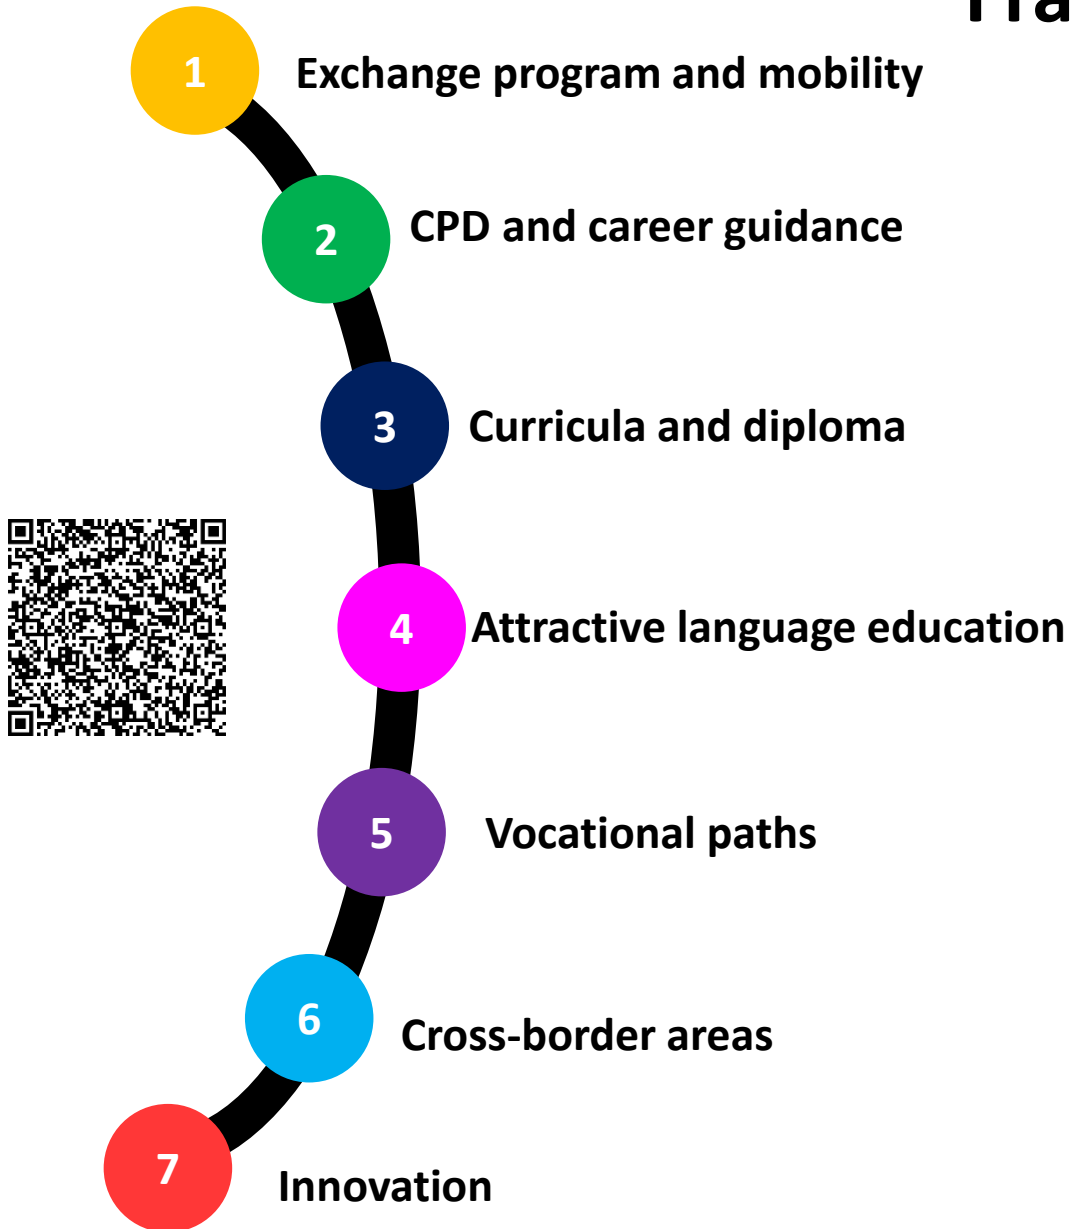 1 Exchange program and mobility
2 CPD and career guidance
3 Curricula and diploma
4 Attractive language education
5 Vocational paths
6 Cross-border areas
7 Innovation